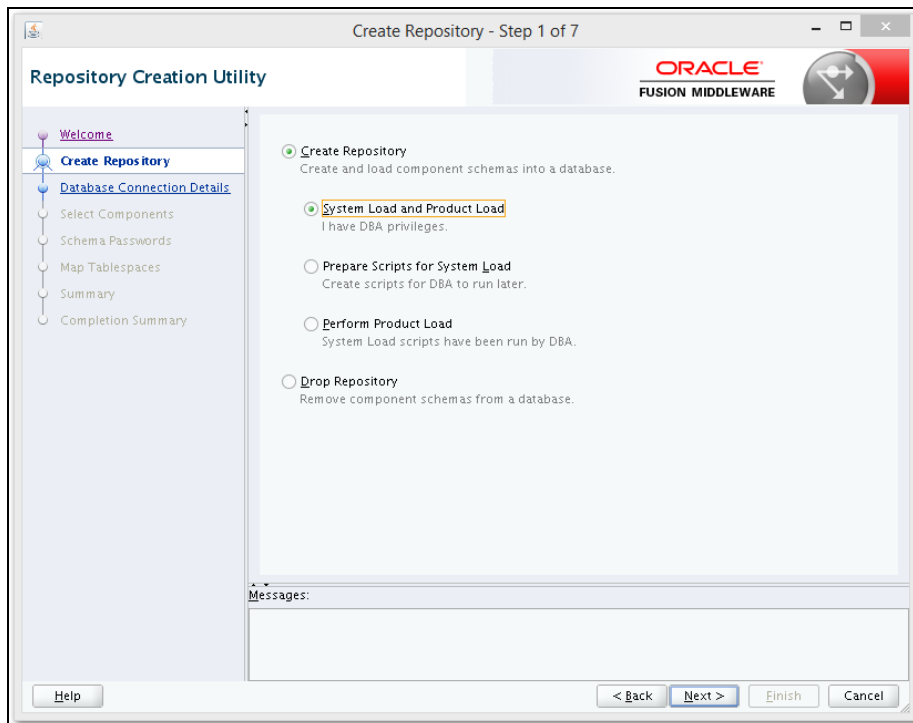 Create Repository - Step 1 of 7
Repository Creation Utility
ORACLE
FUSION MIDDLEWARE
Welcome
Create Repository
Database Connection Details
Select Components
Schema Passwords
Map Tablespaces
Summary
Completion Summary
Create Repository
Create and load component schemas into a database.
System Load and Product Load
I have DBA privileges.
Prepare Scripts for System Load
Create scripts for DBA to run later.
Perform Product Load
System Load scripts have been run by DBA.
Drop Repository
Remove component schemas from a database.
Messages:
Help
< Back
Next >
Finish
Cancel